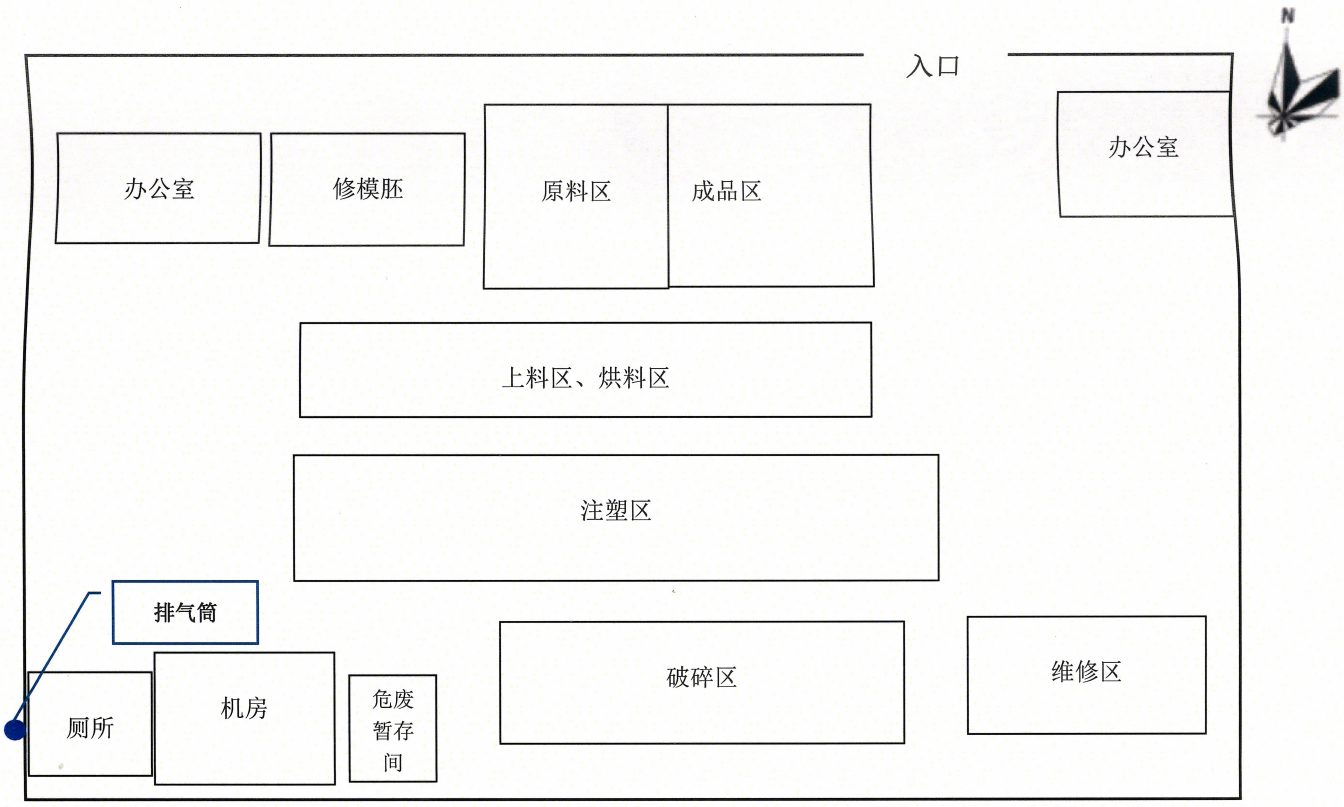 N
入口
办公室
办公室
修模胚
原料区
成品区
上料区、烘料区
注塑区
排气筒
破碎区
维修区
厕所
机房
危废
暂存
间